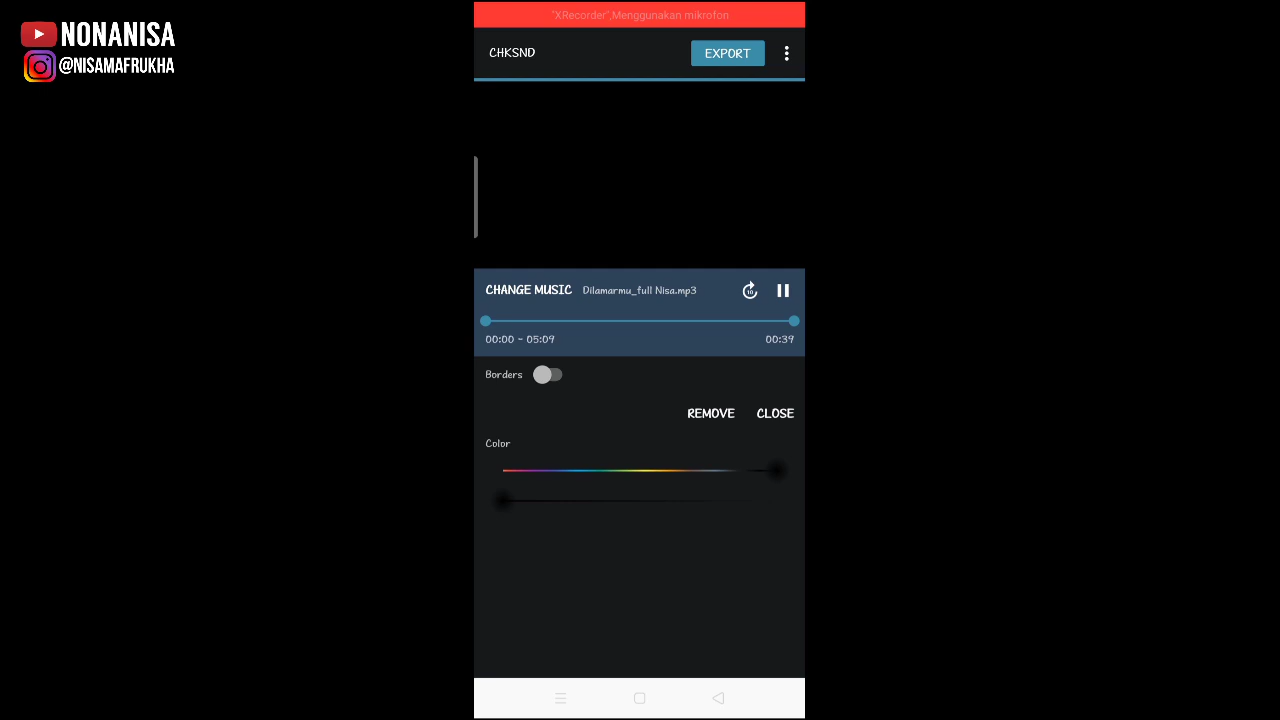 NONANISA
@NISAMAFRUKHA
"XRecorder",Menggunakan mikrofon
CHKSND
EXPORT
CHANGE MUSIC Dilamarmu_full Nisa.mp3
10
00:00 - 05:09
00:39
Borders
REMOVE CLOSE
Color